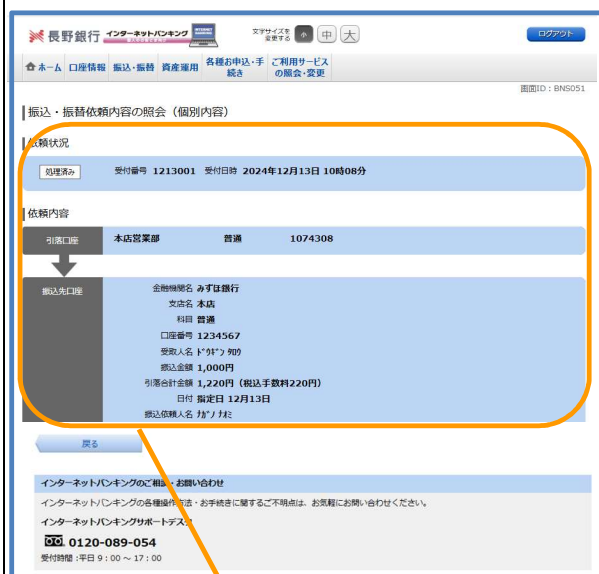 長野銀行 インターネットバンキング
文字サイズを
変更する 小 中 大
ログアウト
ホーム 口座情報 振込・振替 資産運用 各種お申込・手続き ご利用サービスの照会・変更
画面ID：BNS051
振込・振替依頼内容の照会（個別内容）
依頼状況
処理済み 受付番号 1213001 受付日時 2024年12月13日 10時08分
依頼内容
引落口座 本店営業部 普通 1074308
振込先口座 金融機関名 みずほ銀行
支店名 本店
科目 普通
口座番号 1234567
受取人名 ﾄﾞｳｷﾞﾝ ﾀﾛｳ
振込金額 1,000円
引落合計金額 1,220円（税込手数料220円）
日付 指定日 12月13日
振込依頼人名 ﾅｶﾞﾉ ﾅﾐ
戻る
インターネットバンキングのご相談・お問い合わせ
インターネットバンキングの各種操作方法・お手続きに関するご不明点は、お気軽にお問い合わせください。
インターネットバンキングサポートデスク
0120-089-054
受付時間：平日 9：00 ～ 17：00